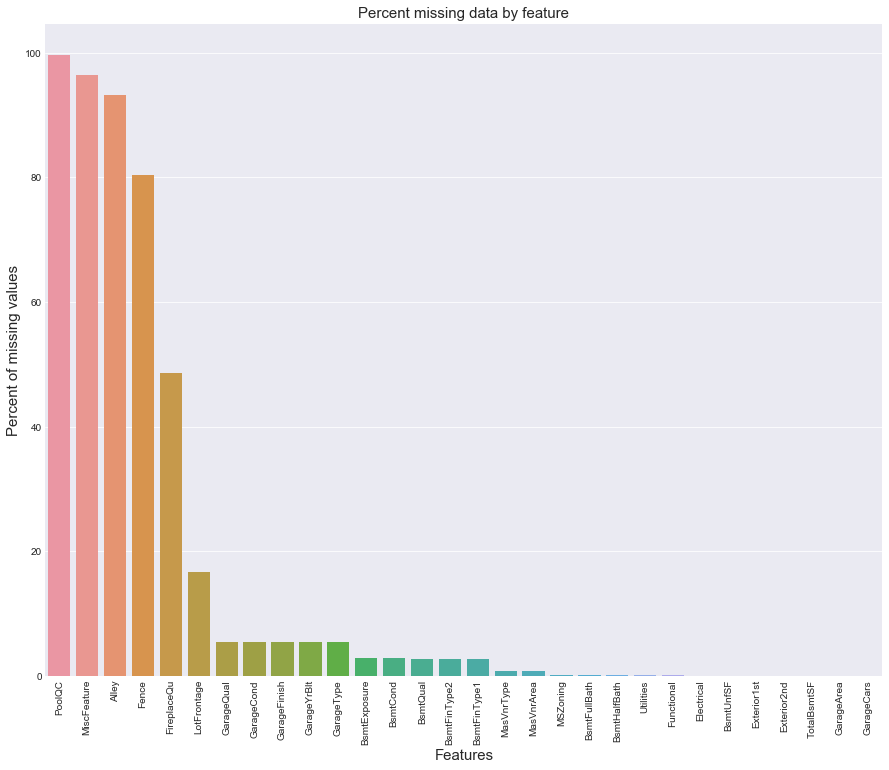 Percent missing data by feature
Percent of missing values
100
80
60
40
20
0
PoolQC
MiscFeature
Alley
Fence
FireplaceQu
LotFrontage
GarageQual
GarageCond
GarageFinish
GarageYrBlt
GarageType
BsmtExposure
BsmtCond
BsmtQual
BsmtFinType2
BsmtFinType1
MasVnrType
MasVnrArea
MSZoning
BsmtFullBath
BsmtHalfBath
Utilities
Functional
Electrical
BsmtUnfSF
Exterior1st
Exterior2nd
TotalBsmtSF
GarageArea
GarageCars
Features